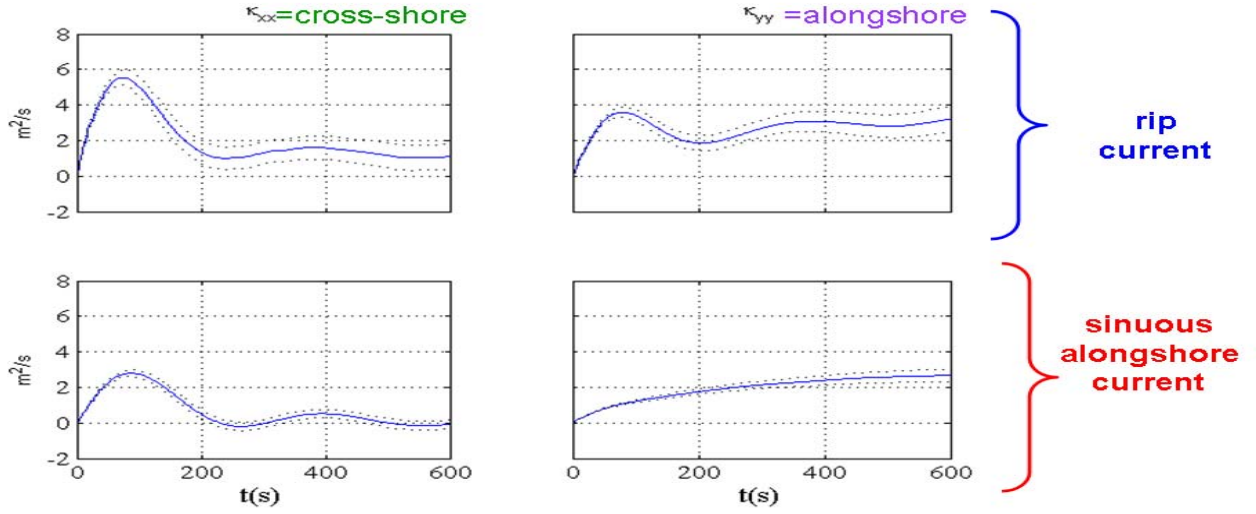 κxx=cross-shore
κyy =alongshore
8
6
4
2
0
-2
m²/s
rip
current
8
6
4
2
0
-2
m²/s
0
200
400
600
0
200
400
600
t(s)
t(s)
sinuous
alongshore
current